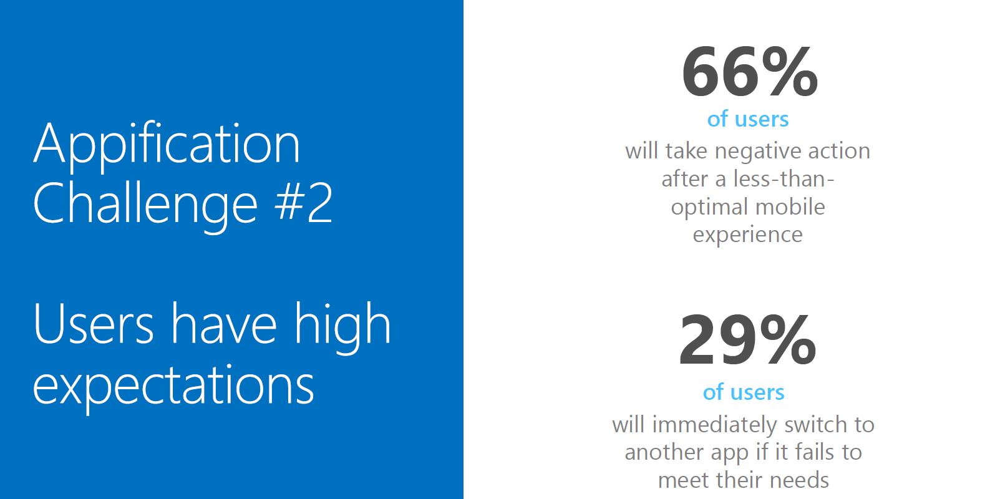 Appification
Challenge #2
Users have high
expectations
66%
of users
will take negative action
after a less-than-
optimal mobile
experience
29%
of users
will immediately switch to
another app if it fails to
meet their needs